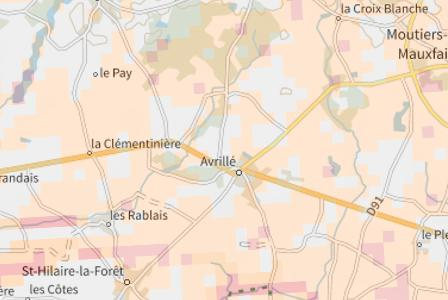 la Croix Blanche
Moutiers-
Mauxfai
le Pay
la Clémentinière
Avrillé
randais
D91
les Rablais
le Ple
St-Hilaire-la-Forêt
ère
les Côtes